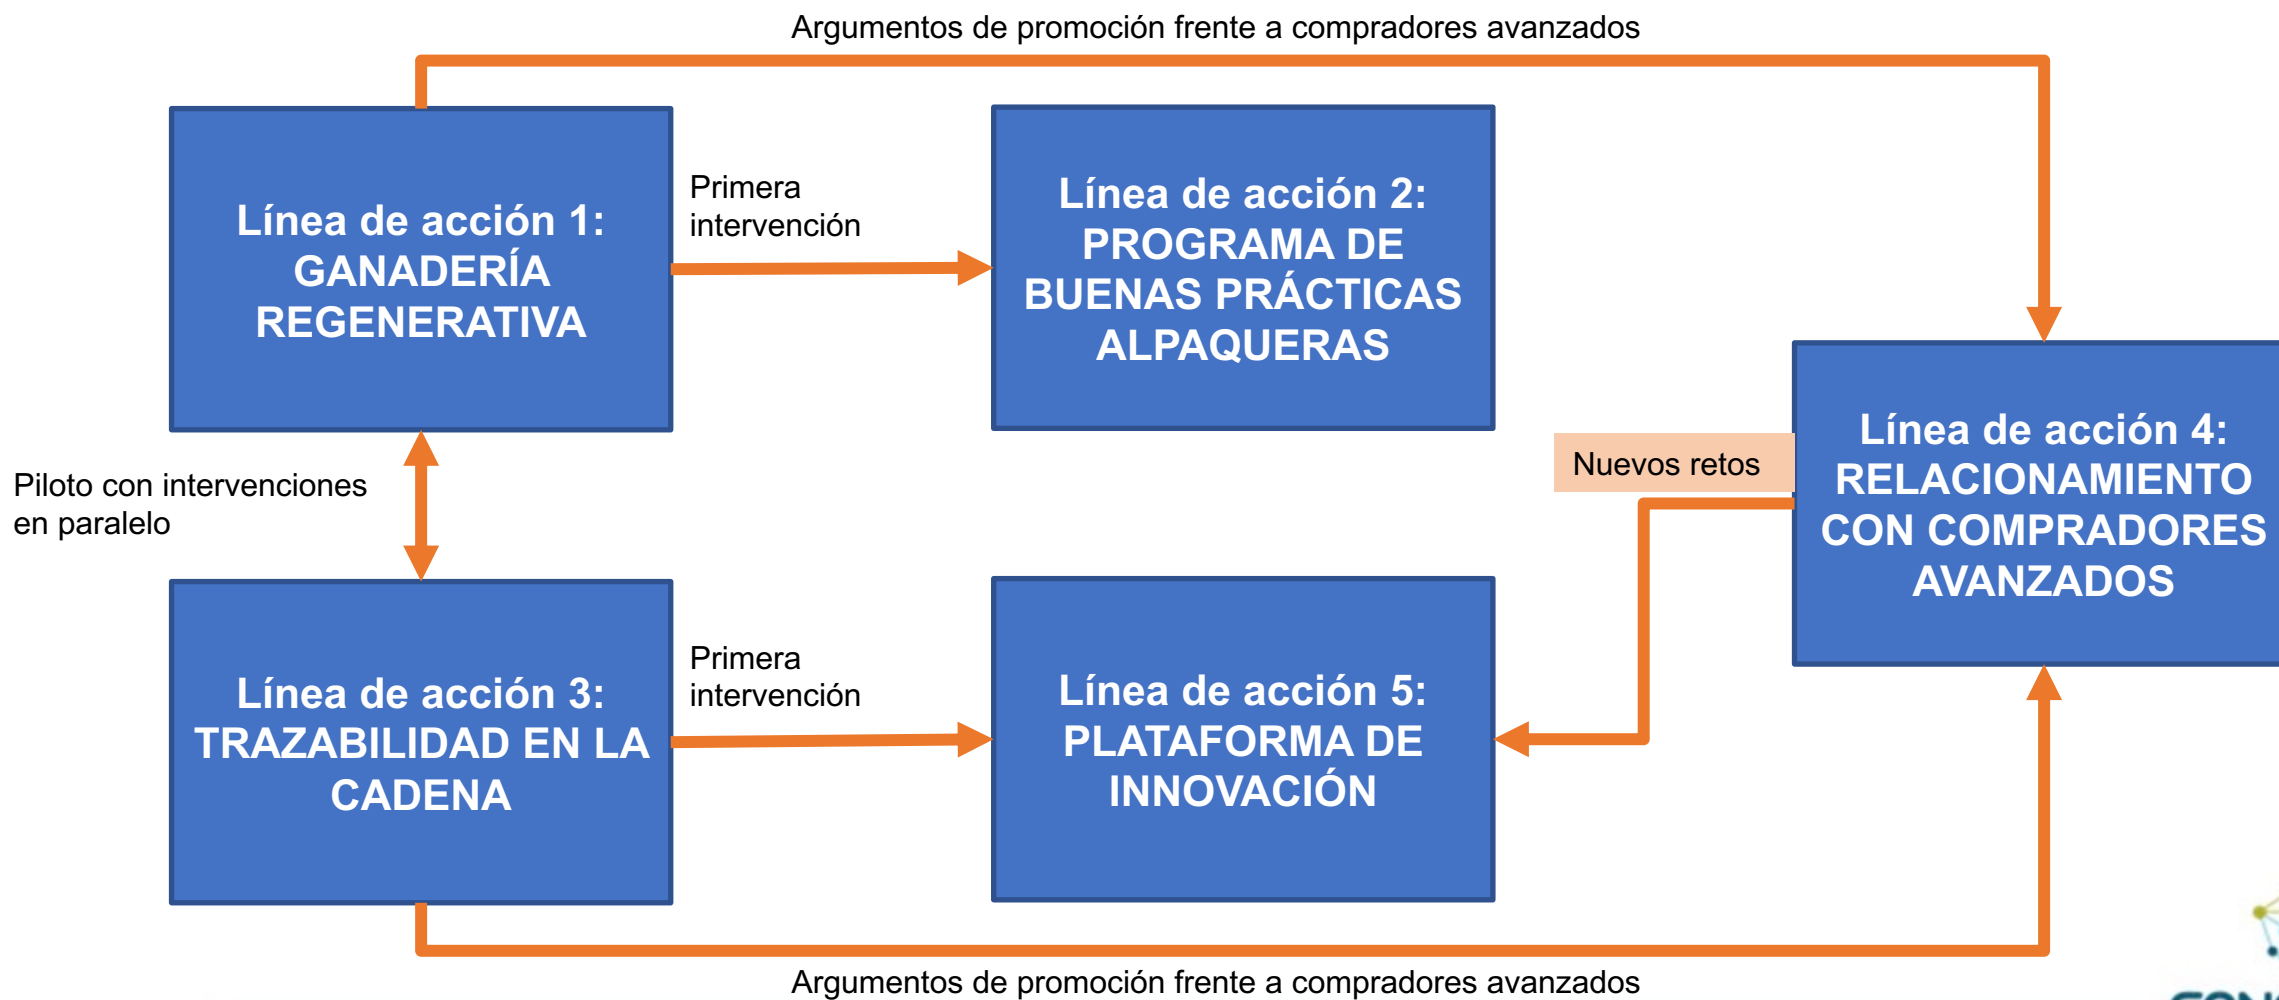 Argumentos de promoción frente a compradores avanzados
Línea de acción 1:
GANADERÍA
REGENERATIVA
Primera
intervención
Línea de acción 2:
PROGRAMA DE
BUENAS PRÁCTICAS
ALPAQUERAS
Piloto con intervenciones
en paralelo
Nuevos retos
Línea de acción 4:
RELACIONAMIENTO
CON COMPRADORES
AVANZADOS
Línea de acción 3:
TRAZABILIDAD EN LA
CADENA
Primera
intervención
Línea de acción 5:
PLATAFORMA DE
INNOVACIÓN
Argumentos de promoción frente a compradores avanzados